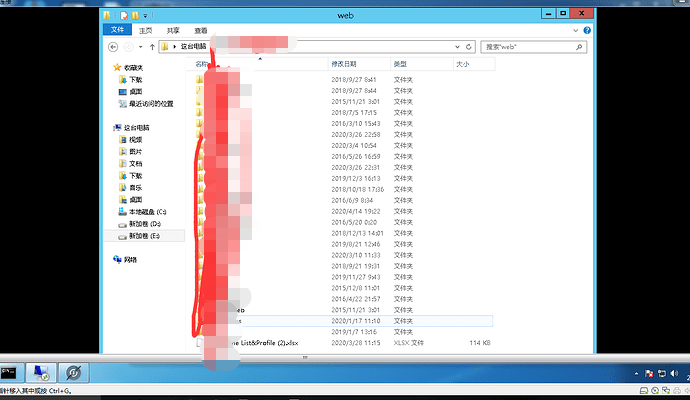 web
文件 主页 共享 查看
这台电脑
搜索"web"
名称 修改日期 类型 大小
收藏夹
下载
桌面
最近访问的位置
这台电脑
视频
图片
文档
下载
音乐
桌面
本地磁盘 (C:)
新加卷 (D:)
新加卷 (E:)
网络
2018/9/27 8:41 文件夹
2018/9/27 8:44 文件夹
2015/11/21 3:01 文件夹
2018/7/5 17:15 文件夹
2016/3/10 15:43 文件夹
2020/3/26 22:58 文件夹
2020/3/4 10:54 文件夹
2016/5/26 16:59 文件夹
2020/3/26 22:31 文件夹
2019/12/3 16:13 文件夹
2018/10/18 17:36 文件夹
2016/6/9 8:34 文件夹
2020/4/14 19:22 文件夹
2016/5/20 0:20 文件夹
2018/12/13 14:01 文件夹
2019/8/21 12:46 文件夹
2020/3/10 11:33 文件夹
2018/9/21 19:31 文件夹
2019/11/27 9:43 文件夹
2015/12/8 11:01 文件夹
2016/4/22 21:57 文件夹
2015/11/21 3:01 文件夹
2020/1/17 11:10 文件夹
2019/1/7 13:16 文件夹
ne List&Profile (2).xlsx 2020/3/28 11:15 XLSX 文件 114 KB
指针移入其中或按 Ctrl+G。